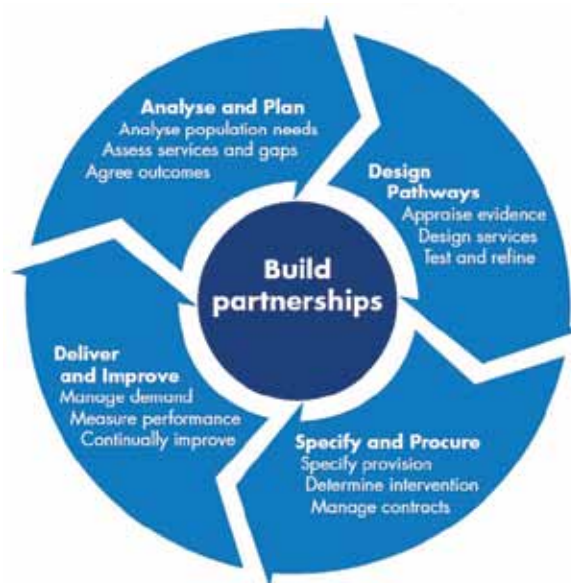 Analyse and Plan
Analyse population needs
Assess services and gaps
Agree outcomes
Design
Pathways
Appraise evidence
Design services
Test and refine
Build
partnerships
Deliver
and Improve
Manage demand
Measure performance
Continually improve
Specify and Procure
Specify provision
Determine intervention
Manage contracts